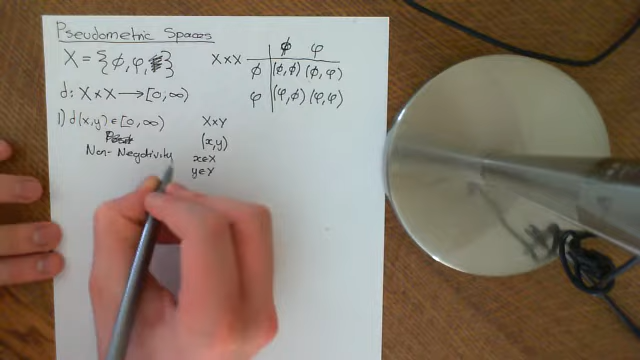 Pseudometric Spaces
X = {ϕ, φ, }
d: X × X → [0, ∞)
1) d(x,y) ∈ [0, ∞)
Non-Negativity
X×X ϕ φ
ϕ (ϕ,ϕ) (ϕ,φ)
φ (φ,ϕ) (φ,φ)
X×Y
(x,y)
x∈X
y∈Y